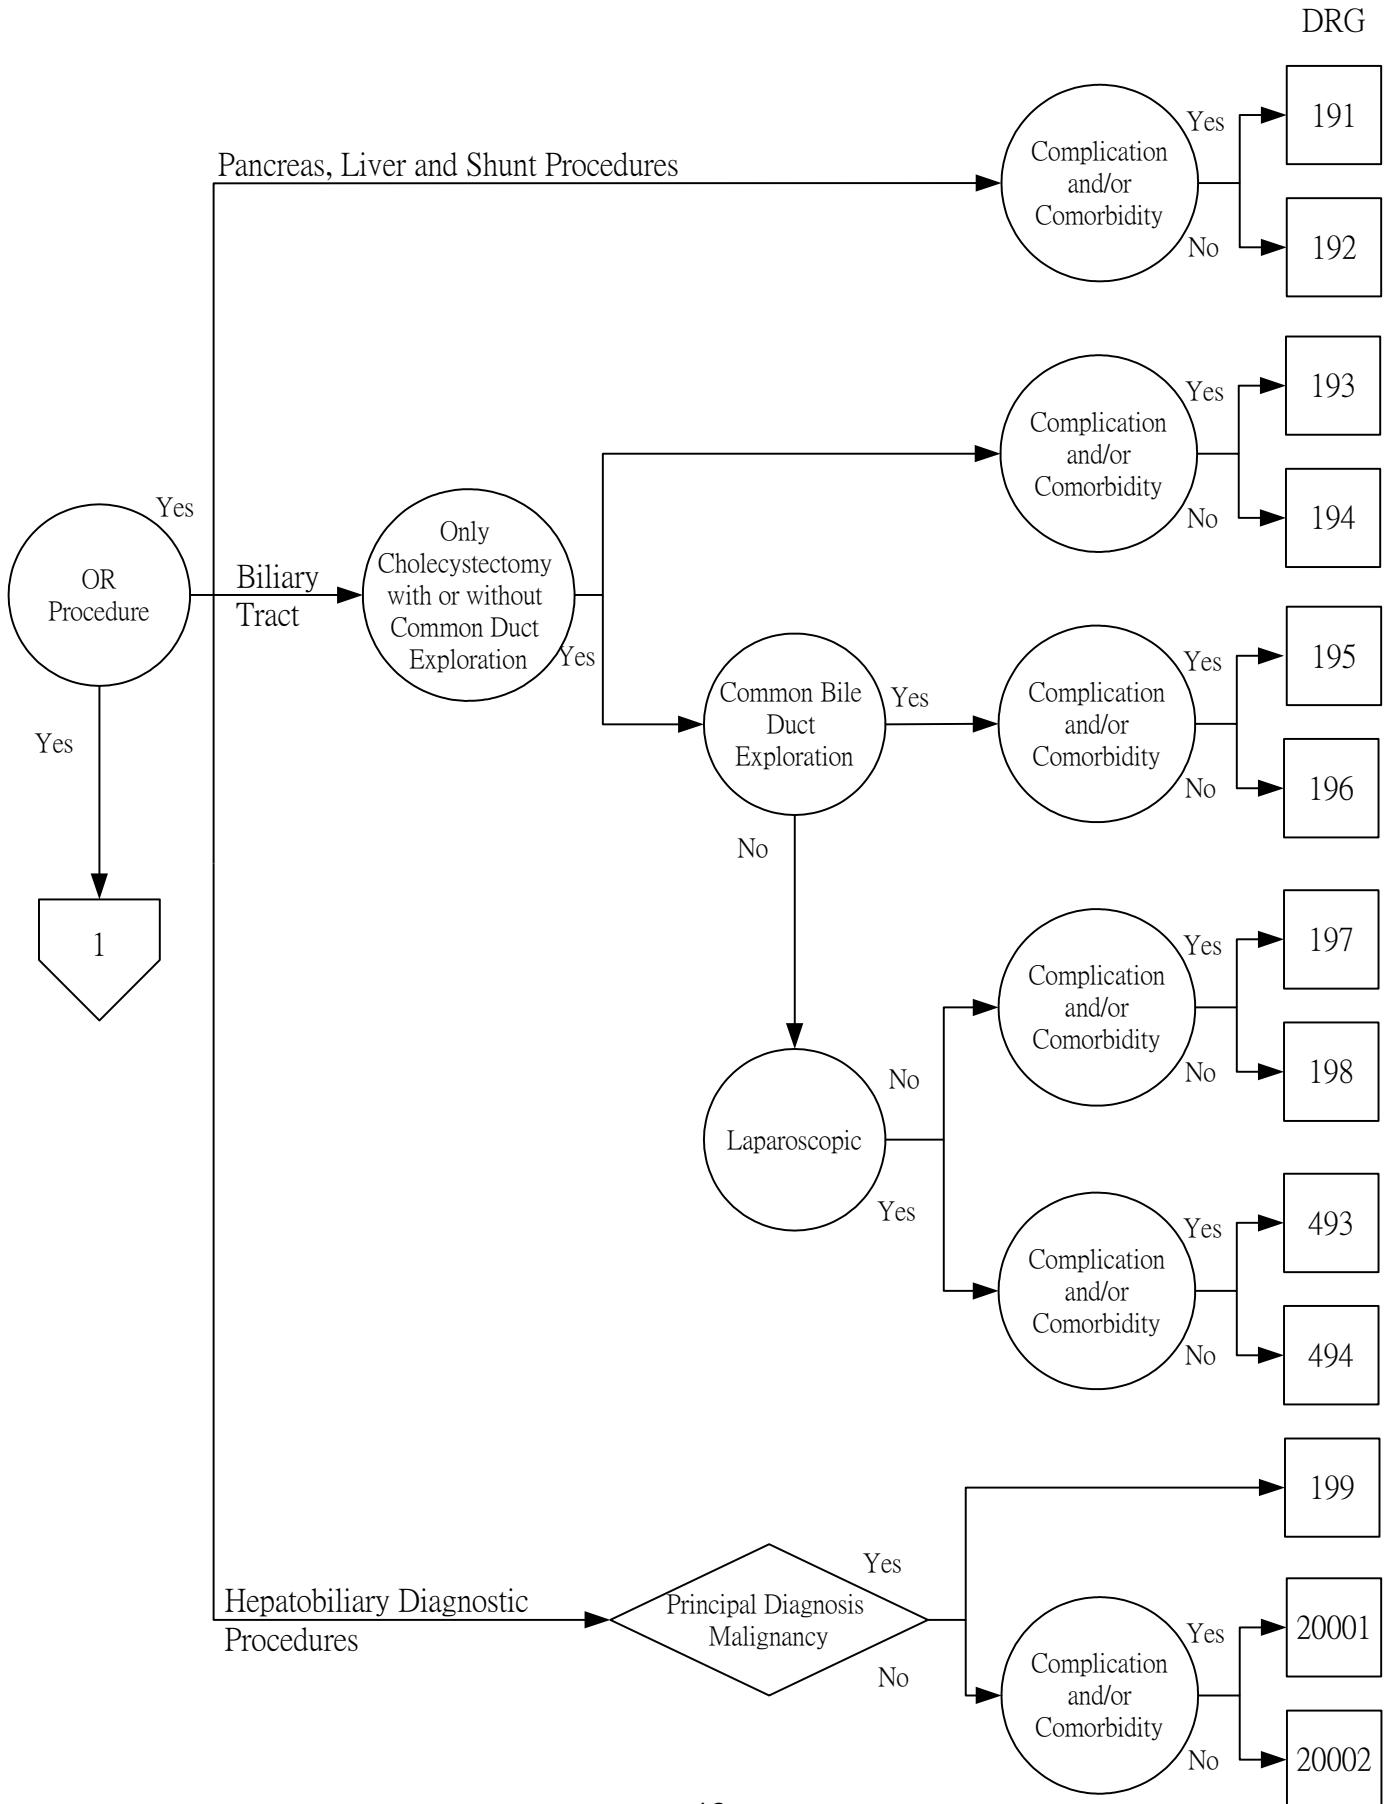 DRG
Pancreas, Liver and Shunt Procedures
Complication
and/or
Comorbidity
Yes
No
191
192
Complication
and/or
Comorbidity
Yes
No
193
194
OR
Procedure
Yes
Yes
1
Biliary
Tract
Only
Cholecystectomy
with or without
Common Duct
Exploration
Yes
Common Bile
Duct
Exploration
Yes
No
Complication
and/or
Comorbidity
Yes
No
195
196
Laparoscopic
No
Yes
Complication
and/or
Comorbidity
Yes
No
197
198
Complication
and/or
Comorbidity
Yes
No
493
494
Hepatobiliary Diagnostic
Procedures
Principal Diagnosis
Malignancy
Yes
No
199
Complication
and/or
Comorbidity
Yes
No
20001
20002